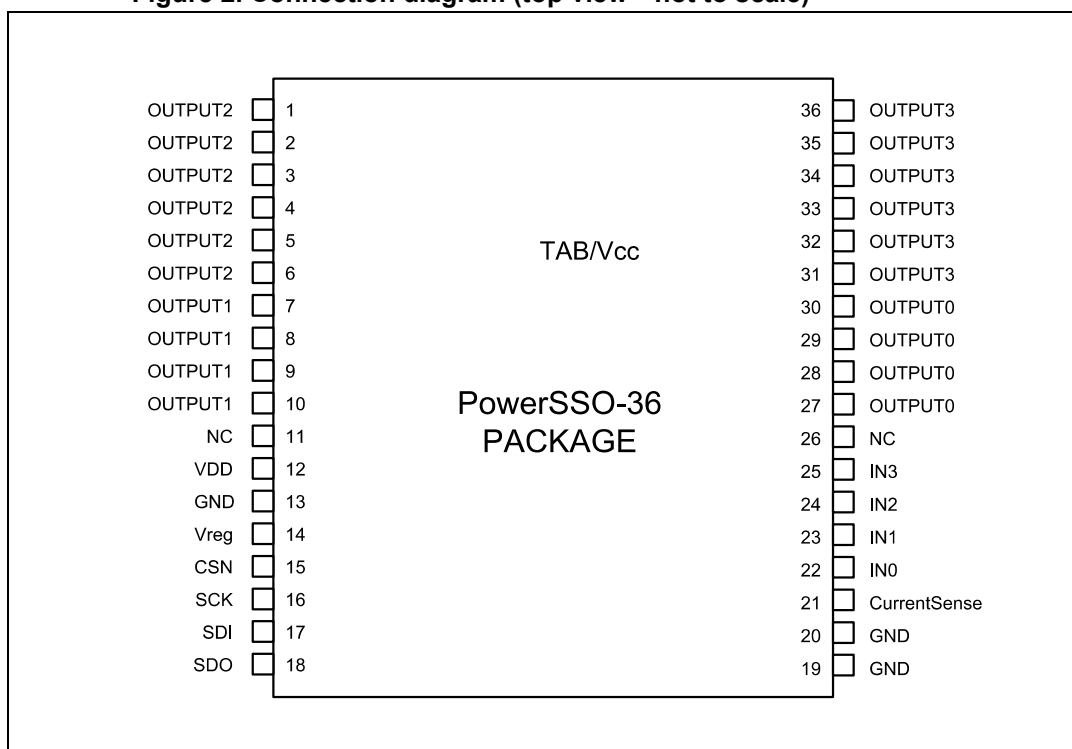 OUTPUT2 1
OUTPUT2 2
OUTPUT2 3
OUTPUT2 4
OUTPUT2 5
OUTPUT2 6
OUTPUT1 7
OUTPUT1 8
OUTPUT1 9
OUTPUT1 10
NC 11
VDD 12
GND 13
Vreg 14
CSN 15
SCK 16
SDI 17
SDO 18
TAB/Vcc
PowerSSO-36
PACKAGE
36 OUTPUT3
35 OUTPUT3
34 OUTPUT3
33 OUTPUT3
32 OUTPUT3
31 OUTPUT3
30 OUTPUT0
29 OUTPUT0
28 OUTPUT0
27 OUTPUT0
26 NC
25 IN3
24 IN2
23 IN1
22 IN0
21 CurrentSense
20 GND
19 GND